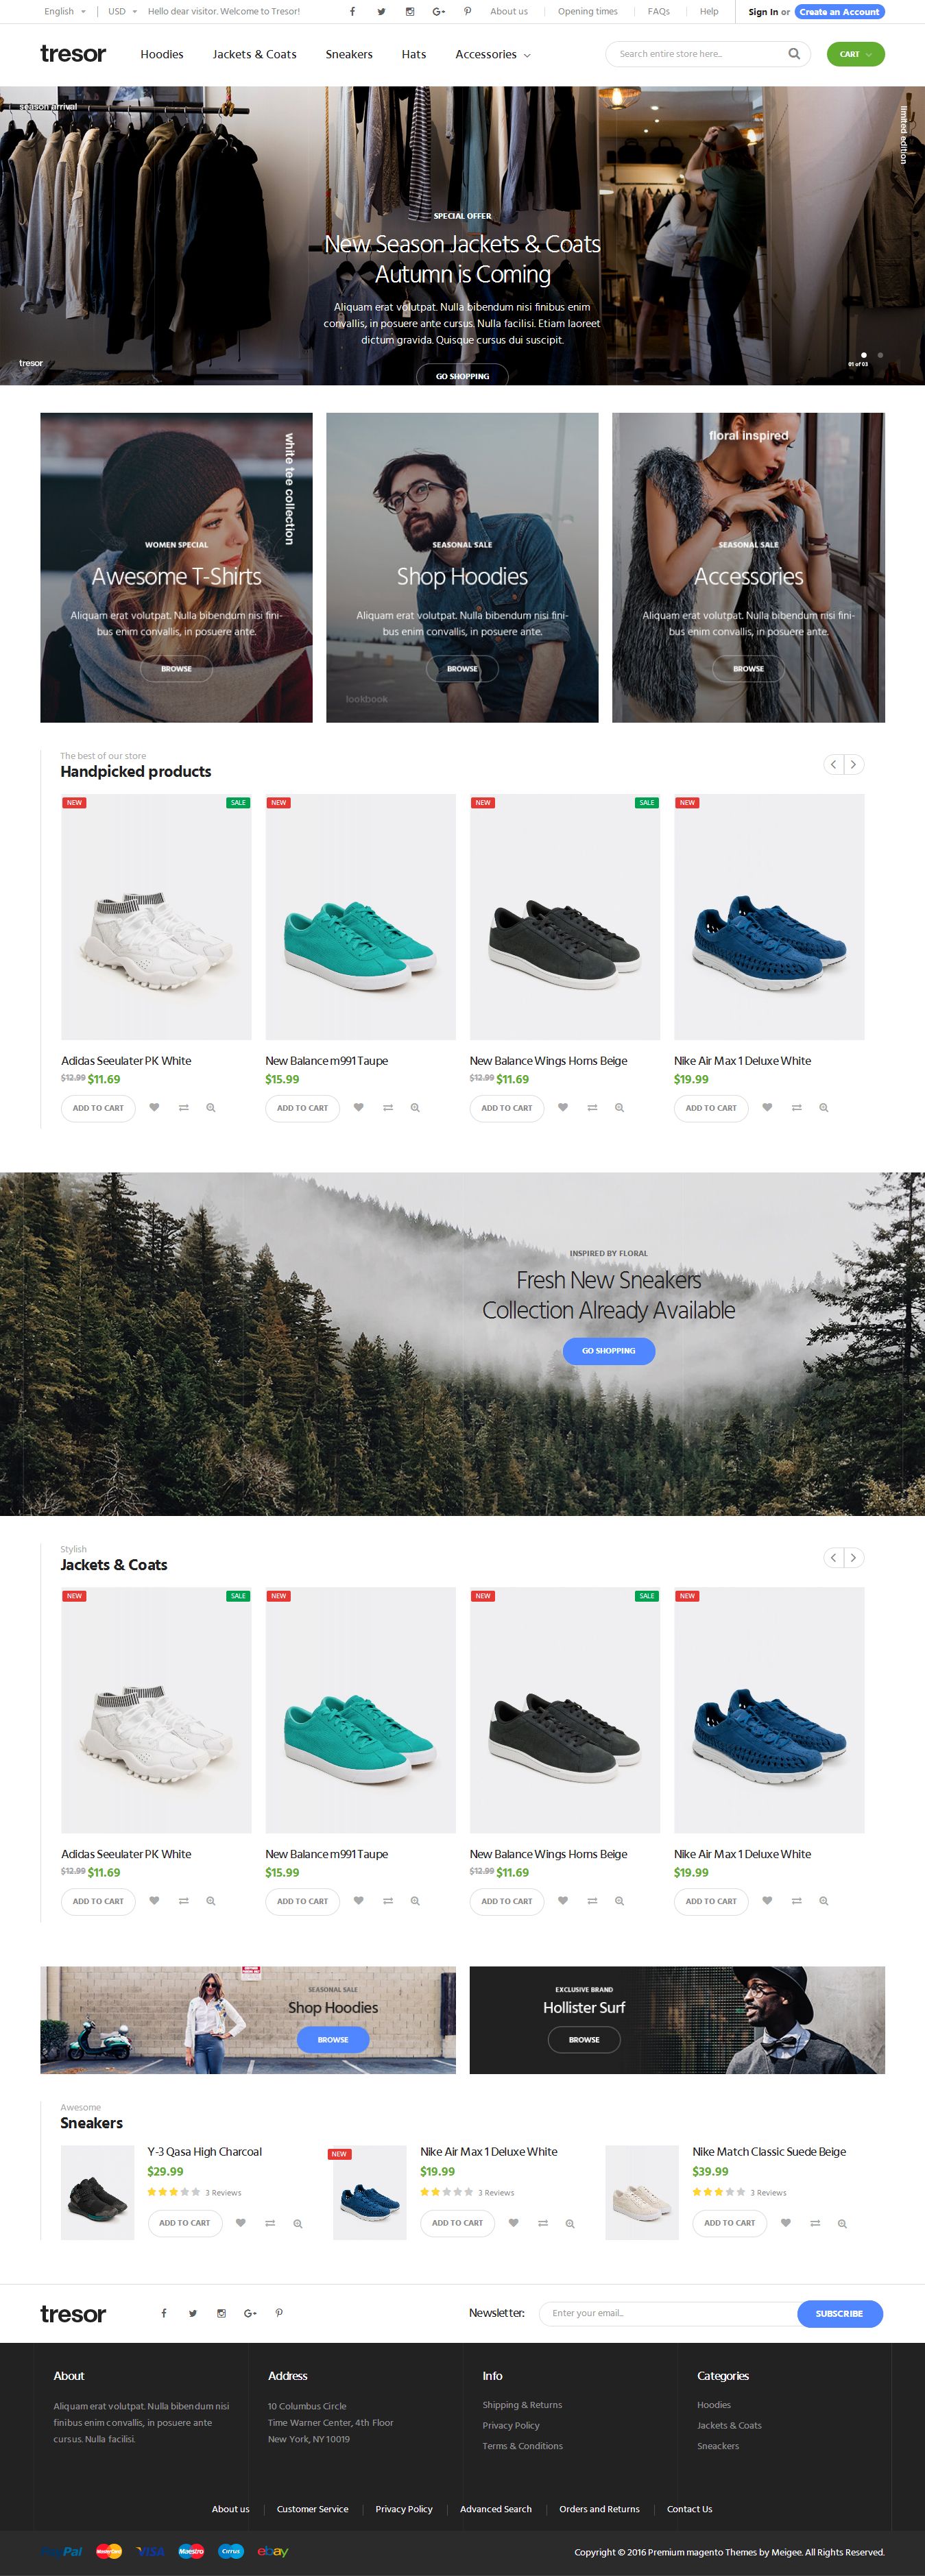 English
USD
Hello dear visitor. Welcome to Tresor!
About us
Opening times
FAQs
Help
Sign In or Create an Account
tresor
Hoodies
Jackets & Coats
Sneakers
Hats
Accessories
Search entire store here...
CART
season arrival
limited adition
SPECIAL OFFER
New Season Jackets & Coats
Autumn is Coming
Aliquam erat volutpat. Nulla bibendum nisi finibus enim
convallis, in posuere ante cursus. Nulla facilisi. Etiam laoreet
dictum gravida. Quisque cursus dui suscipit.
GO SHOPPING
tresor
01 of 03
white tee collection
WOMEN SPECIAL
Awesome T-Shirts
Aliquam erat volutpat. Nulla bibendum nisi fini-
bus enim convallis, in posuere ante.
BROWSE
SEASONAL SALE
Shop Hoodies
Aliquam erat volutpat. Nulla bibendum nisi fini-
bus enim convallis, in posuere ante.
BROWSE
lookbook
floral inspired
SEASONAL SALE
Accessories
Aliquam erat volutpat. Nulla bibendum nisi fini-
bus enim convallis, in posuere ante.
BROWSE
The best of our store
Handpicked products
NEW
SALE
Adidas Seeulater PK White
$12.99 $11.69
ADD TO CART
NEW
New Balance m991 Taupe
$15.99
ADD TO CART
NEW
SALE
New Balance Wings Horns Beige
$12.99 $11.69
ADD TO CART
NEW
Nike Air Max 1 Deluxe White
$19.99
ADD TO CART
INSPIRED BY FLORAL
Fresh New Sneakers
Collection Already Available
GO SHOPPING
Stylish
Jackets & Coats
NEW
SALE
Adidas Seeulater PK White
$12.99 $11.69
ADD TO CART
NEW
New Balance m991 Taupe
$15.99
ADD TO CART
NEW
SALE
New Balance Wings Horns Beige
$12.99 $11.69
ADD TO CART
NEW
Nike Air Max 1 Deluxe White
$19.99
ADD TO CART
SEASONAL SALE
Shop Hoodies
BROWSE
EXCLUSIVE BRAND
Hollister Surf
BROWSE
Awesome
Sneakers
Y-3 Qasa High Charcoal
$29.99
3 Reviews
ADD TO CART
NEW
Nike Air Max 1 Deluxe White
$19.99
3 Reviews
ADD TO CART
Nike Match Classic Suede Beige
$39.99
3 Reviews
ADD TO CART
tresor
Newsletter:
Enter your email...
SUBSCRIBE
About
Aliquam erat volutpat. Nulla bibendum nisi
finibus enim convallis, in posuere ante
cursus. Nulla facilisi.
Address
10 Columbus Circle
Time Warner Center, 4th Floor
New York, NY 10019
Info
Shipping & Returns
Privacy Policy
Terms & Conditions
Categories
Hoodies
Jackets & Coats
Sneackers
About us
Customer Service
Privacy Policy
Advanced Search
Orders and Returns
Contact Us
PayPal
MasterCard
VISA
Maestro
Cirrus
ebay
Copyright © 2016 Premium magento Themes by Meigee. All Rights Reserved.